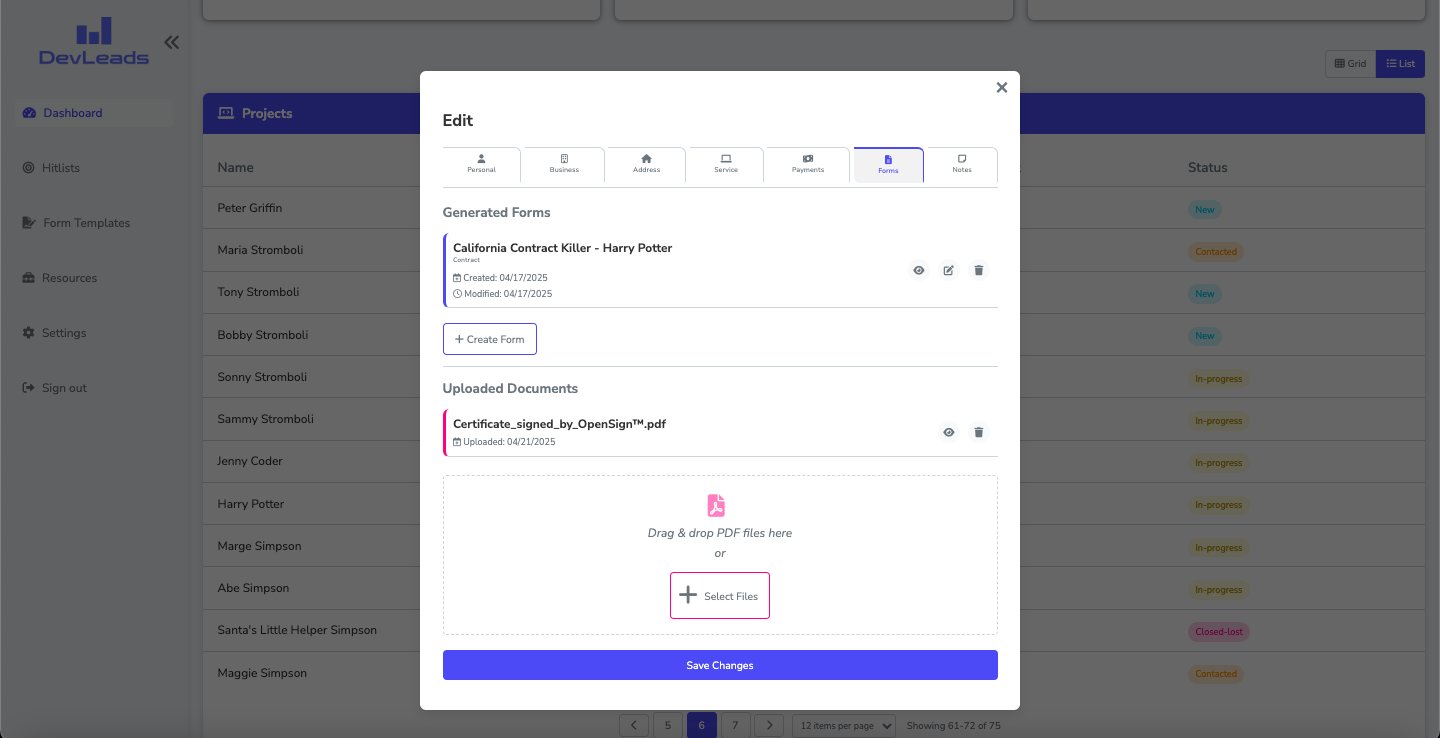 DevLeads
Dashboard
Hitlists
Form Templates
Resources
Settings
Sign out
Grid
List
Projects
Name
Status
Peter Griffin
New
Maria Stromboli
Contacted
Tony Stromboli
New
Bobby Stromboli
New
Sonny Stromboli
In-progress
Sammy Stromboli
In-progress
Jenny Coder
In-progress
Harry Potter
In-progress
Marge Simpson
In-progress
Abe Simpson
In-progress
Santa's Little Helper Simpson
Closed-lost
Maggie Simpson
Contacted
5
6
7
12 items per page
Showing 61-72 of 75
Edit
Personal
Business
Address
Service
Payments
Forms
Notes
Generated Forms
California Contract Killer - Harry Potter
Contract
Created: 04/17/2025
Modified: 04/17/2025
Create Form
Uploaded Documents
Certificate_signed_by_OpenSign™.pdf
Uploaded: 04/21/2025
Drag & drop PDF files here
or
Select Files
Save Changes